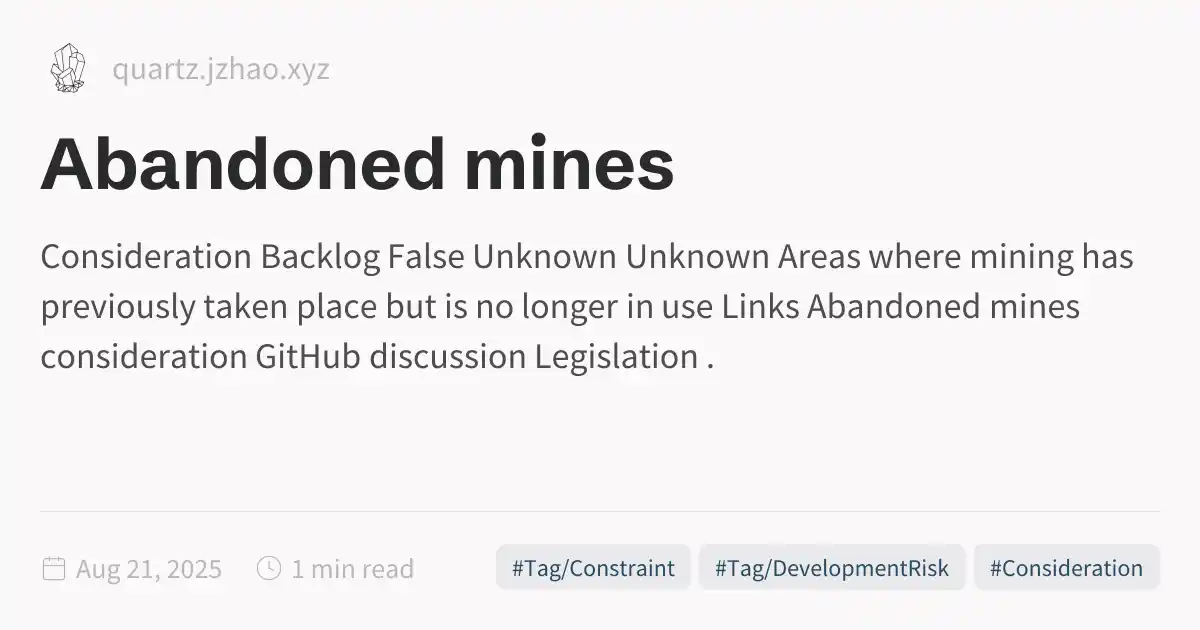 quartz.jzhao.xyz
Abandoned mines
Consideration Backlog False Unknown Unknown Areas where mining has
previously taken place but is no longer in use Links Abandoned mines
consideration GitHub discussion Legislation .
Aug 21, 2025 1 min read #Tag/Constraint #Tag/DevelopmentRisk #Consideration